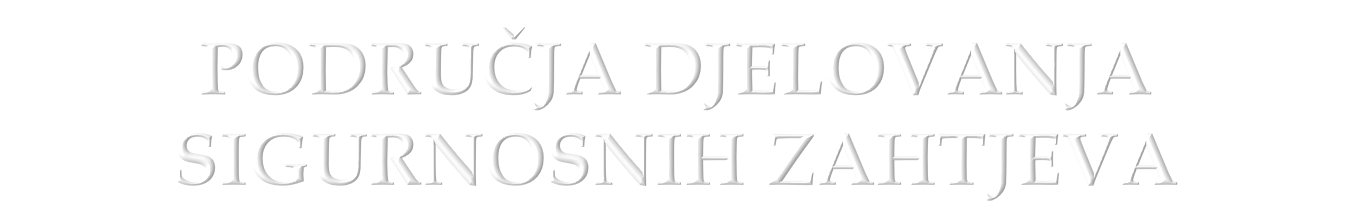 PODRUČJA DJELOVANJA
SIGURNOSNIH ZAHTJEVA